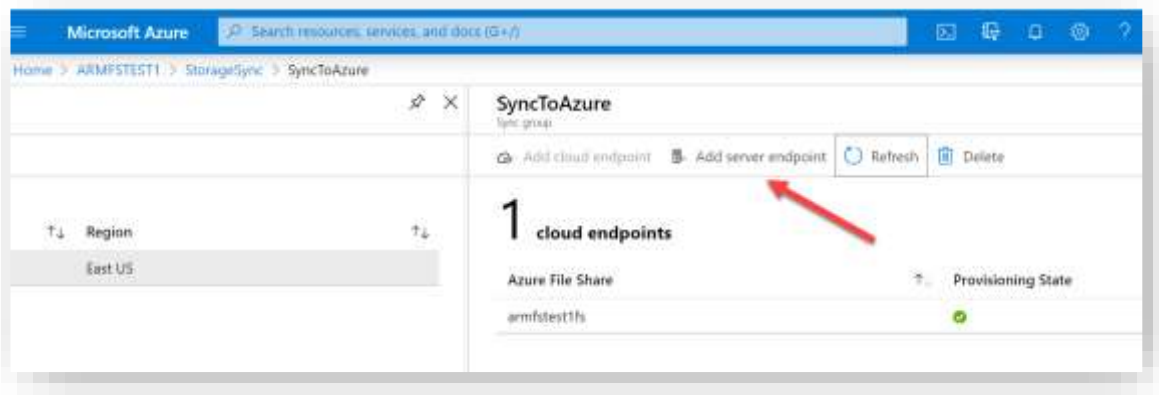 Microsoft Azure
Search resources, services, and docs (G+/)
Home > ARMFSTEST1 > StorageSync > SyncToAzure
SyncToAzure
Sync group
Add cloud endpoint Add server endpoint Refresh Delete
1 cloud endpoints
Region
East US
Azure File Share Provisioning State
armfstest1fs